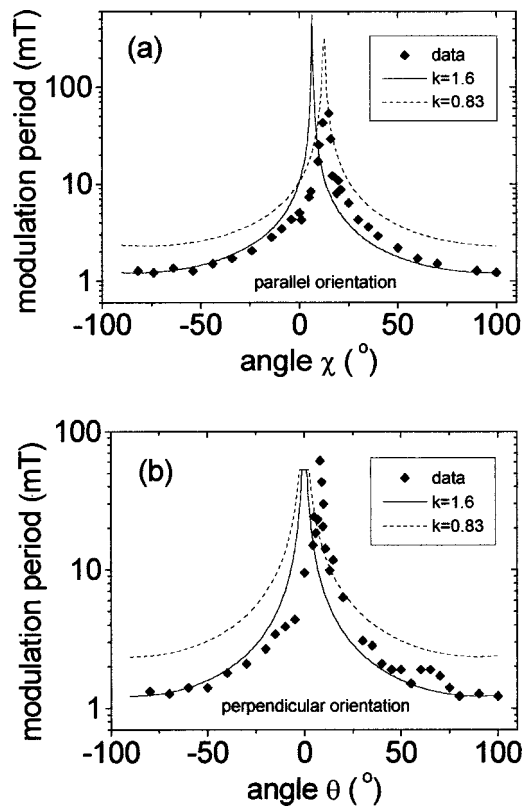 (a)
data
k=1.6
k=0.83
parallel orientation
modulation period (mT)
100
10
1
-100 -50 0 50 100
angle χ (°)
(b)
data
k=1.6
k=0.83
perpendicular orientation
modulation period (mT)
100
10
1
-100 -50 0 50 100
angle θ (°)